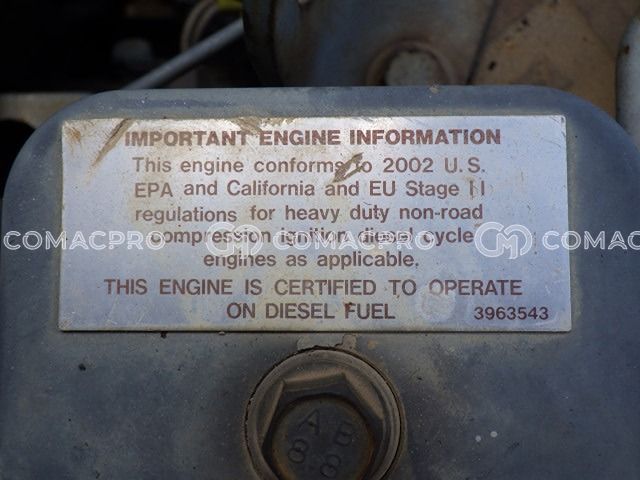 IMPORTANT ENGINE INFORMATION
This engine conforms to 2002 U.S.
EPA and California and EU Stage II
regulations for heavy duty non-road
COMACPRO COMACPRO COMAC
compression ignition diesel cycle
engines as applicable.
THIS ENGINE IS CERTIFIED TO OPERATE
ON DIESEL FUEL 3963543
A B
8 8